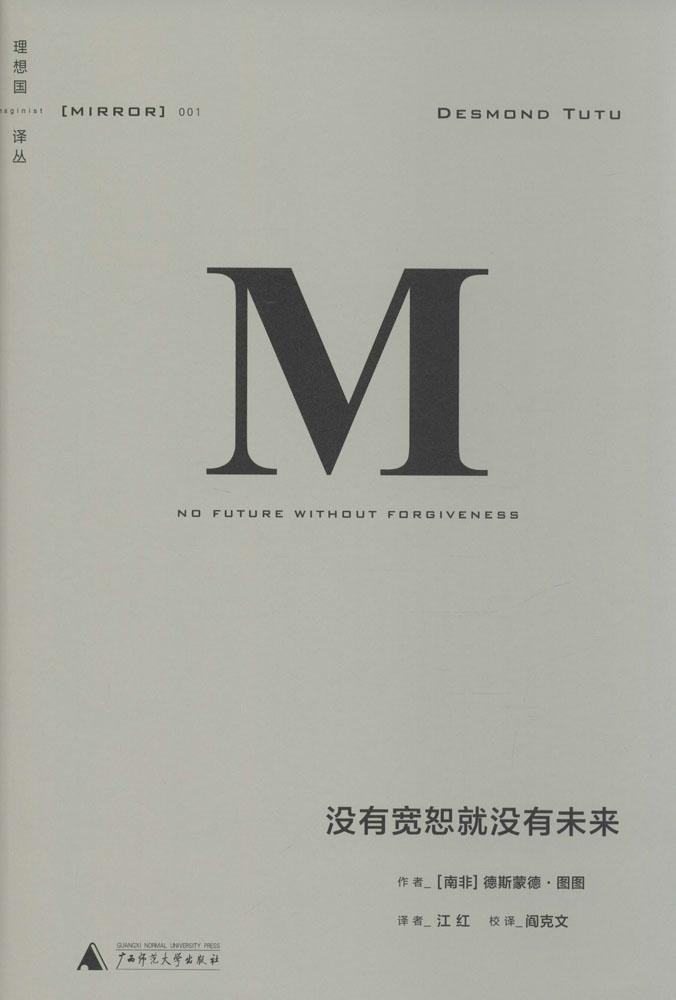 理想国
aginist
译丛
[MIRROR] 001
DESMOND TUTU
M
NO FUTURE WITHOUT FORGIVENESS
没有宽恕就没有未来
作者_ [南非] 德斯蒙德·图图
译者_ 江红 校译_ 阎克文
GUANGXI NORMAL UNIVERSITY PRESS
广西师范大学出版社